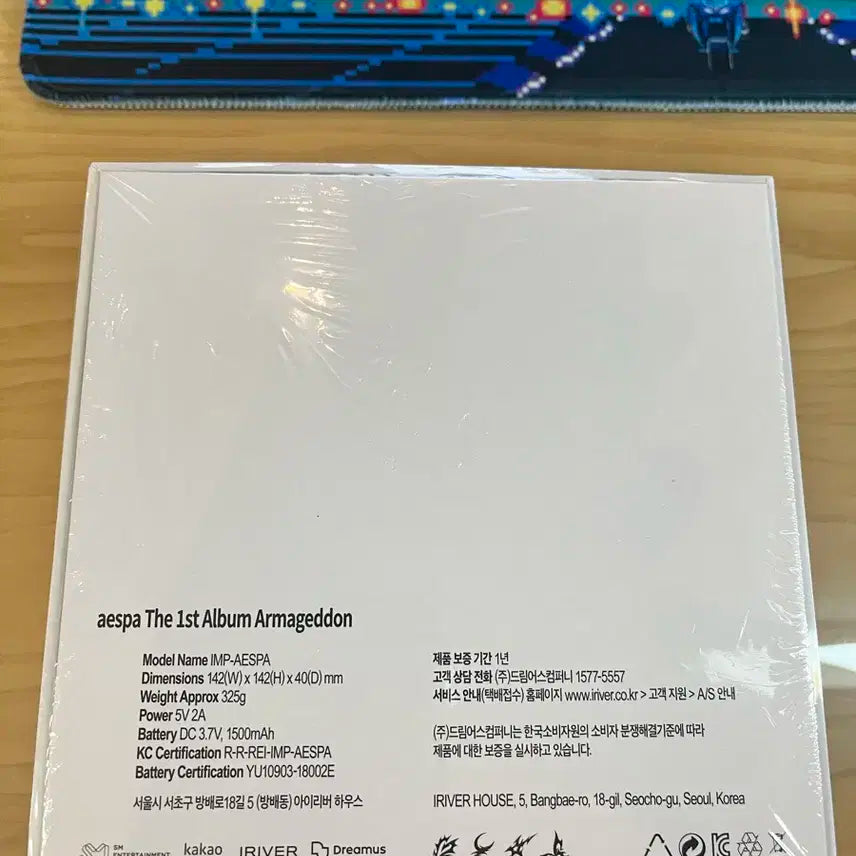 aespa The 1st Album Armageddon
Model Name IMP-AESPA
Dimensions 142(W) x 142(H) x 40(D) mm
Weight Approx 325g
Power 5V 2A
Battery DC 3.7V, 1500mAh
KC Certification R-R-REI-IMP-AESPA
Battery Certification YU10903-18002E
서울시 서초구 방배로18길 5 (방배동) 아이리버 하우스
제품 보증 기간 1년
고객 상담 전화 (주)드림어스컴퍼니 1577-5557
서비스 안내(택배접수) 홈페이지 www.iriver.co.kr > 고객 지원 > A/S 안내
(주)드림어스컴퍼니는 한국소비자원의 소비자 분쟁해결기준에 따라
제품에 대한 보증을 실시하고 있습니다.
IRIVER HOUSE, 5, Bangbae-ro, 18-gil, Seocho-gu, Seoul, Korea
SM
ENTERTAINMENT
kakao
IRIVER
Dreamus